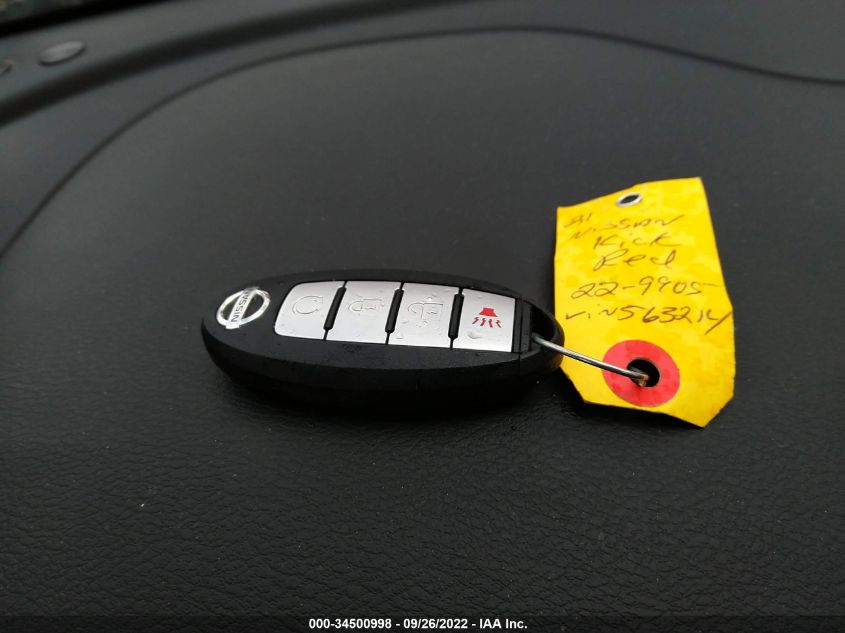 NISSAN
21
NISSAN
Kick
Red
22-9905
VIN563214
000-34500998 - 09/26/2022 - IAA Inc.